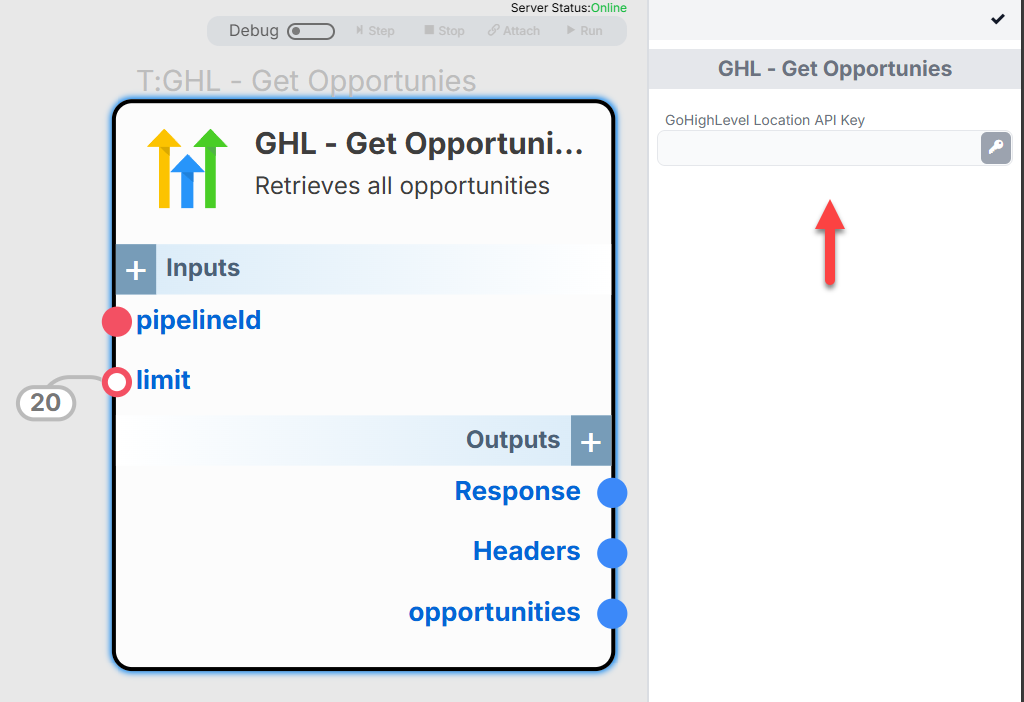 Server Status:Online
Debug Step Stop Attach Run
T:GHL - Get Opportunies
GHL - Get Opportuni...
Retrieves all opportunities
+ Inputs
pipelineId
limit
20
Outputs +
Response
Headers
opportunities
GHL - Get Opportunies
GoHighLevel Location API Key